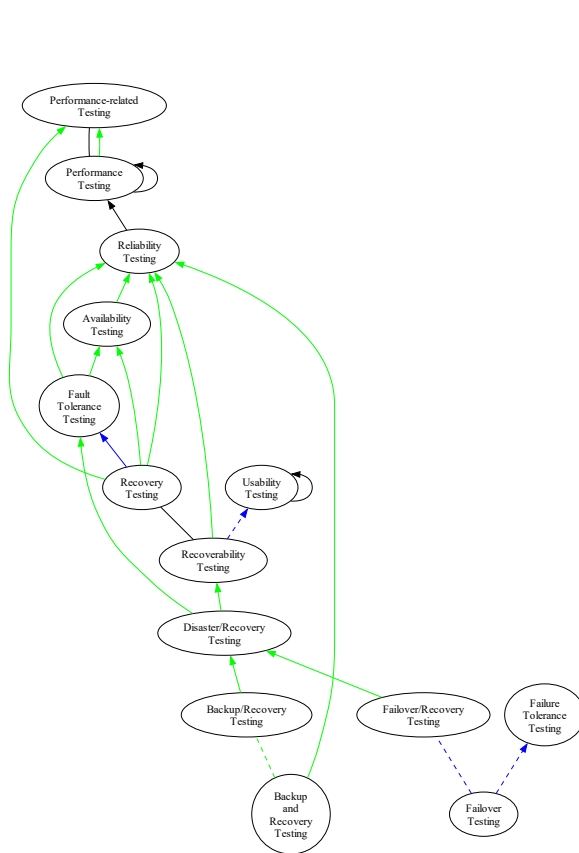 Performance-related
Testing
Performance
Testing
Reliability
Testing
Availability
Testing
Fault
Tolerance
Testing
Recovery
Testing
Usability
Testing
Recoverability
Testing
Disaster/Recovery
Testing
Backup/Recovery
Testing
Failover/Recovery
Testing
Failure
Tolerance
Testing
Backup
and
Recovery
Testing
Failover
Testing